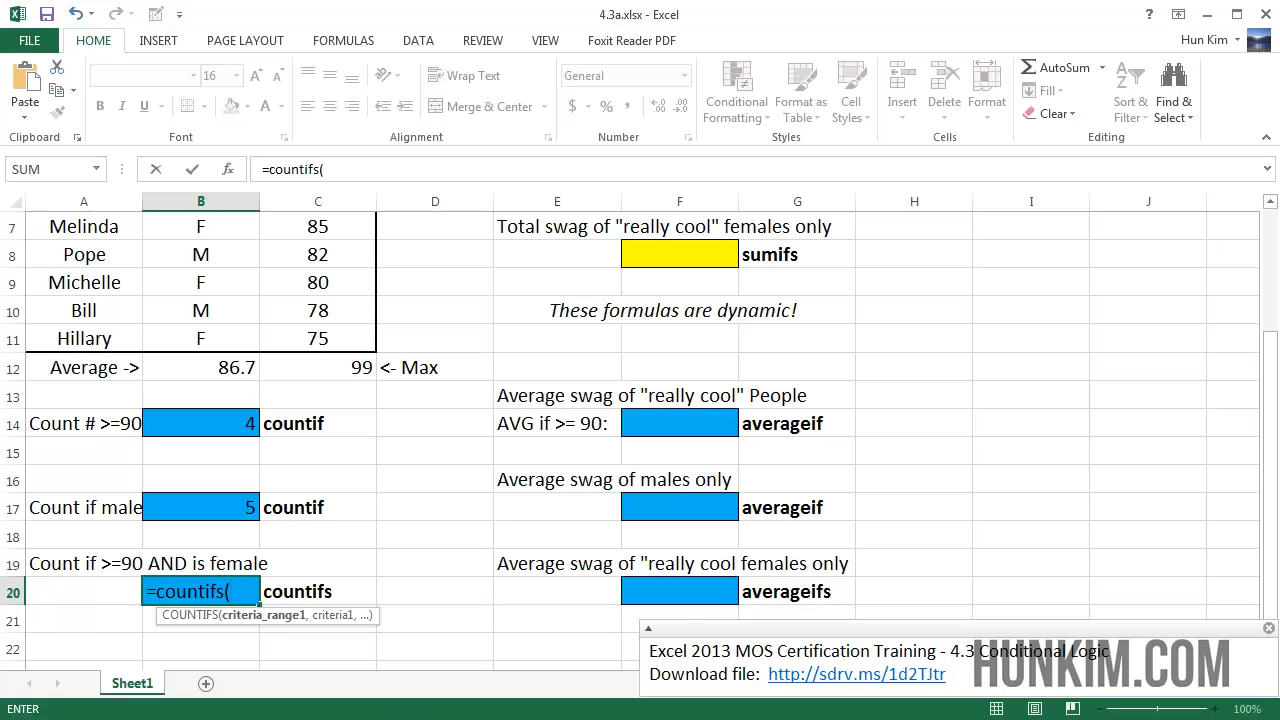 4.3a.xlsx - Excel
FILE HOME INSERT PAGE LAYOUT FORMULAS DATA REVIEW VIEW Foxit Reader PDF Hun Kim
Paste
16
Wrap Text
General
Conditional Formatting
Format as Table
Cell Styles
Insert
Delete
Format
AutoSum
Sort & Filter
Find & Select
B I U A
Merge & Center
$ % ,
Fill
Clear
Clipboard Font Alignment Number Styles Cells Editing
SUM fx =countifs(
A B C D E F G H I J
7 Melinda F 85 Total swag of "really cool" females only
8 Pope M 82 sumifs
9 Michelle F 80
10 Bill M 78 These formulas are dynamic!
11 Hillary F 75
12 Average -> 86.7 99 <- Max
13 Average swag of "really cool" People
14 Count # >=90 4 countif AVG if >= 90: averageif
15
16 Average swag of males only
17 Count if male 5 countif averageif
18
19 Count if >=90 AND is female Average swag of "really cool females only
20 =countifs( countifs averageifs
COUNTIFS(criteria_range1, criteria1, ...)
21
22
Excel 2013 MOS Certification Training - 4.3 Conditional Logic
Download file: http://sdrv.ms/1d2TJtr
HUNKIM.COM
Sheet1
ENTER 100%